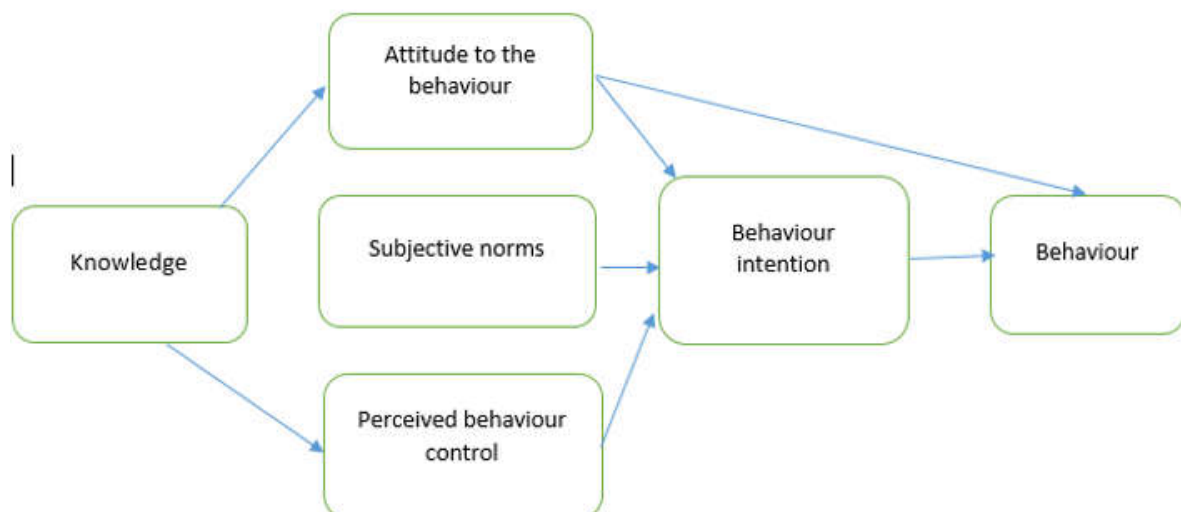 Attitude to the
behaviour
Knowledge
Subjective norms
Behaviour
intention
Behaviour
Perceived behaviour
control